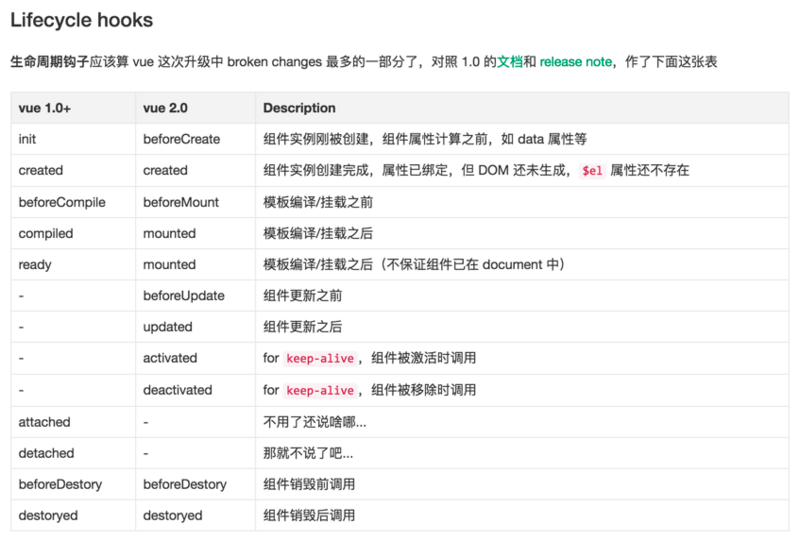 Lifecycle hooks
生命周期钩子应该算 vue 这次升级中 broken changes 最多的一部分了，对照 1.0 的文档和 release note，作了下面这张表
vue 1.0+ vue 2.0 Description
init beforeCreate 组件实例刚被创建，组件属性计算之前，如 data 属性等
created created 组件实例创建完成，属性已绑定，但 DOM 还未生成，$el 属性还不存在
beforeCompile beforeMount 模板编译/挂载之前
compiled mounted 模板编译/挂载之后
ready mounted 模板编译/挂载之后（不保证组件已在 document 中）
- beforeUpdate 组件更新之前
- updated 组件更新之后
- activated for keep-alive，组件被激活时调用
- deactivated for keep-alive，组件被移除时调用
attached - 不用了还说啥哪...
detached - 那就不说了吧...
beforeDestory beforeDestory 组件销毁前调用
destoryed destoryed 组件销毁后调用